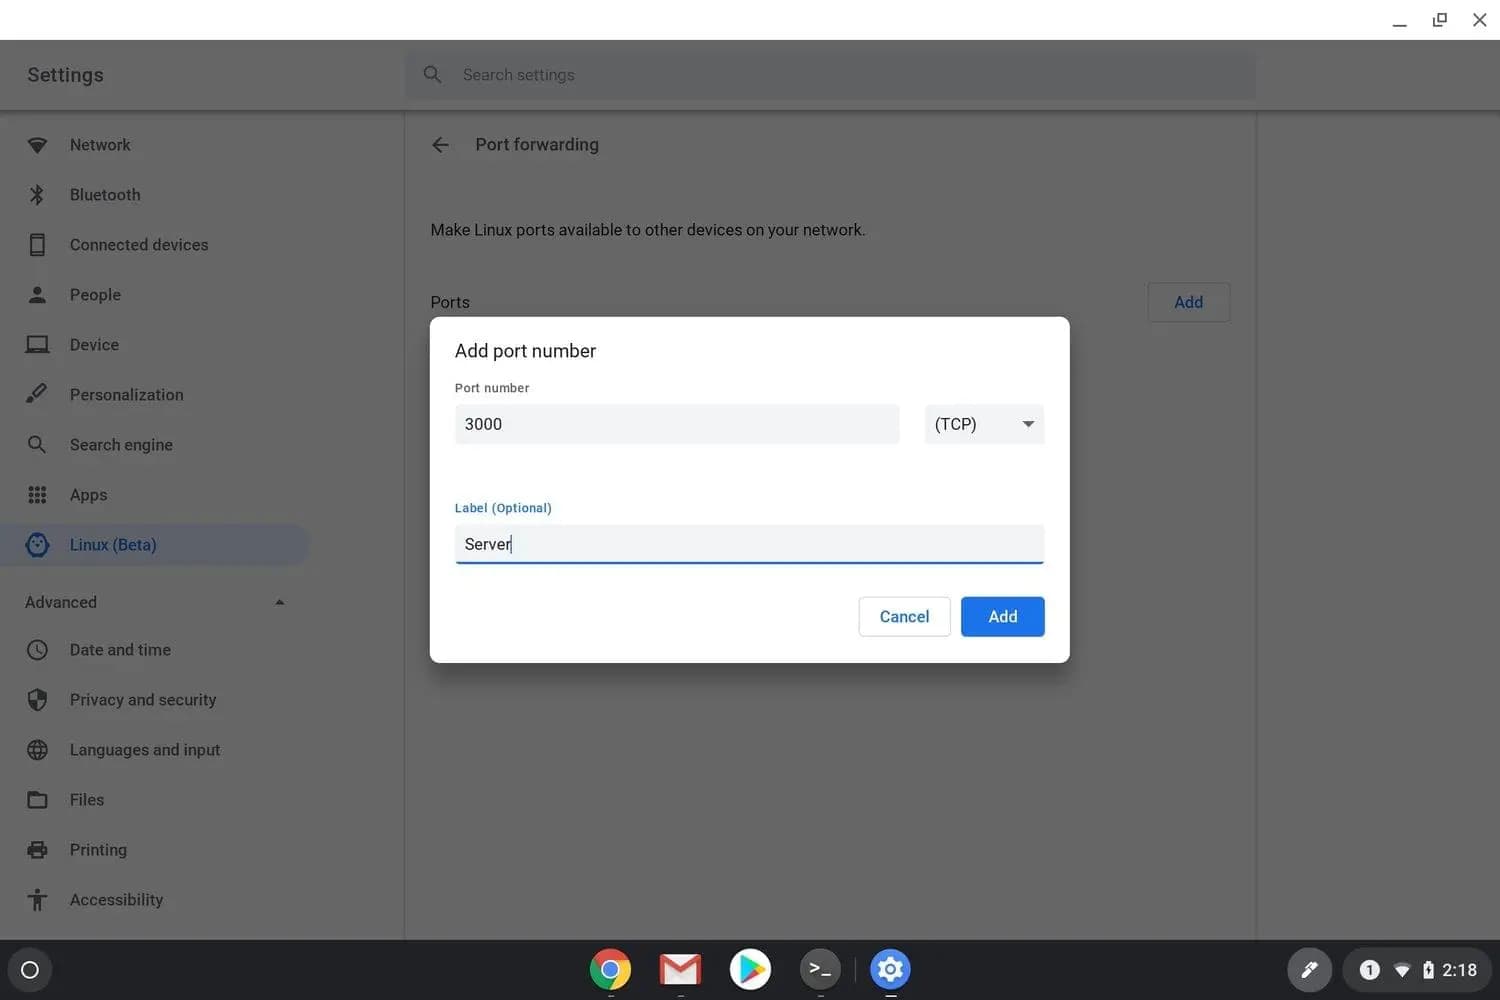 Settings
Search settings
Network
Bluetooth
Connected devices
People
Device
Personalization
Search engine
Apps
Linux (Beta)
Advanced
Date and time
Privacy and security
Languages and input
Files
Printing
Accessibility
Port forwarding
Make Linux ports available to other devices on your network.
Ports
Add
Add port number
Port number
3000
(TCP)
Label (Optional)
Server
Cancel
Add
>_
1
2:18